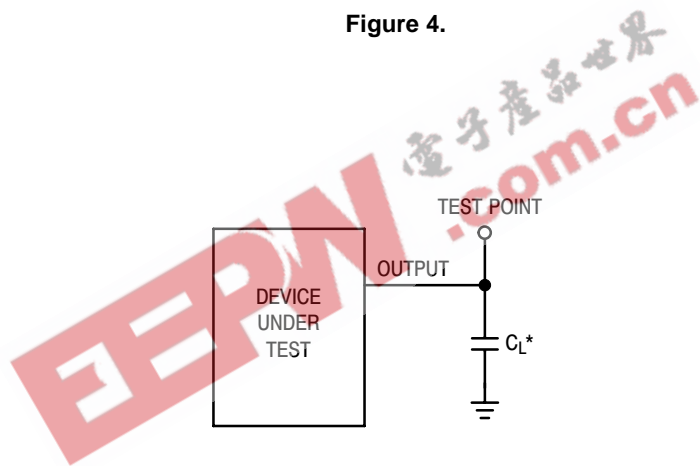 Figure 4.
電子產品世界
EEPW .com.cn
TEST POINT
OUTPUT
DEVICE
UNDER
TEST
CL*